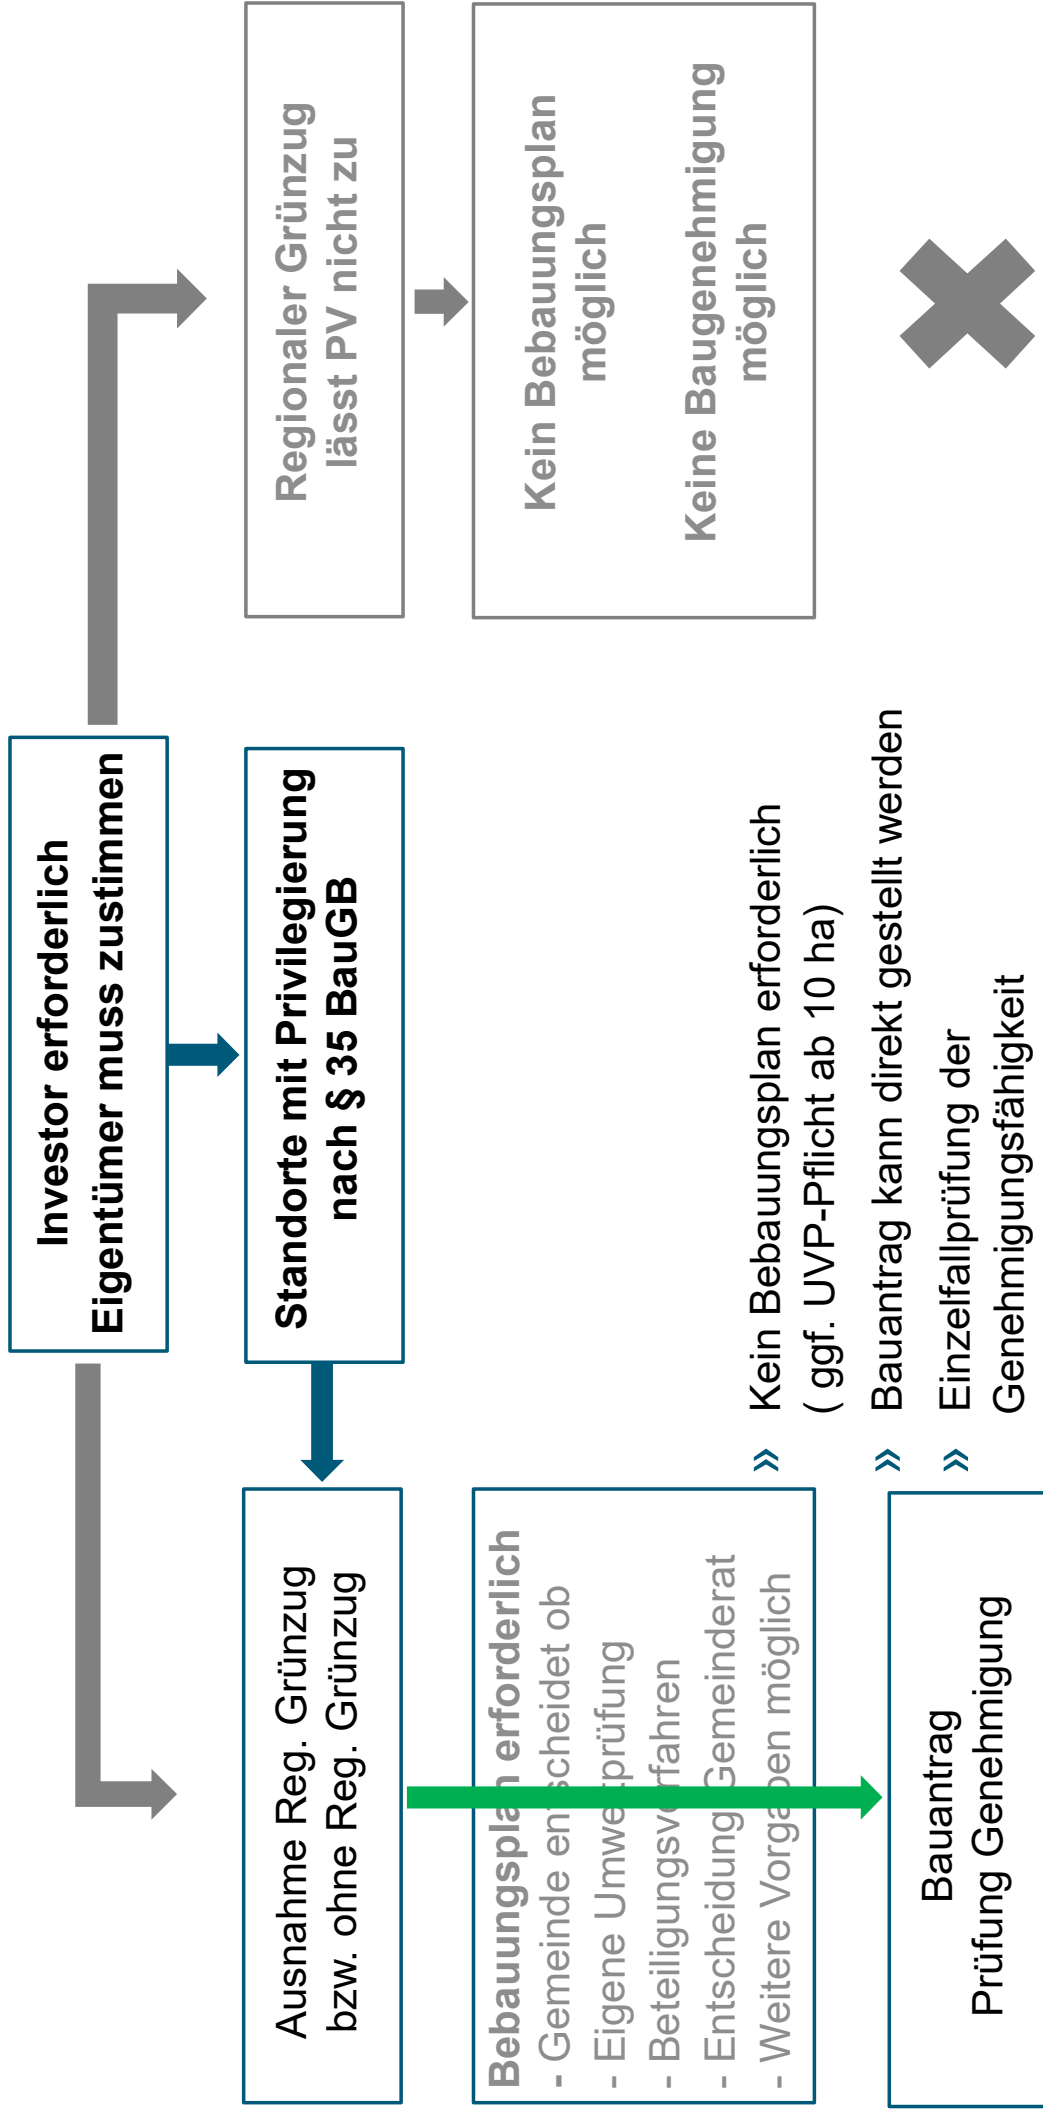 Investor erforderlich
Eigentümer muss zustimmen
Ausnahme Reg. Grünzug
bzw. ohne Reg. Grünzug
Standorte mit Privilegierung
nach § 35 BauGB
Regionaler Grünzug
lässt PV nicht zu
Bebauungsplan erforderlich
- Gemeinde entscheidet ob
- Eigene Umweltprüfung
- Beteiligungsverfahren
- Entscheidung Gemeinderat
- Weitere Vorgaben möglich
Kein Bebauungsplan
möglich
Keine Baugenehmigung
möglich
» Kein Bebauungsplan erforderlich
( ggf. UVP-Pflicht ab 10 ha)
» Bauantrag kann direkt gestellt werden
» Einzelfallprüfung der
Genehmigungsfähigkeit
Bauantrag
Prüfung Genehmigung